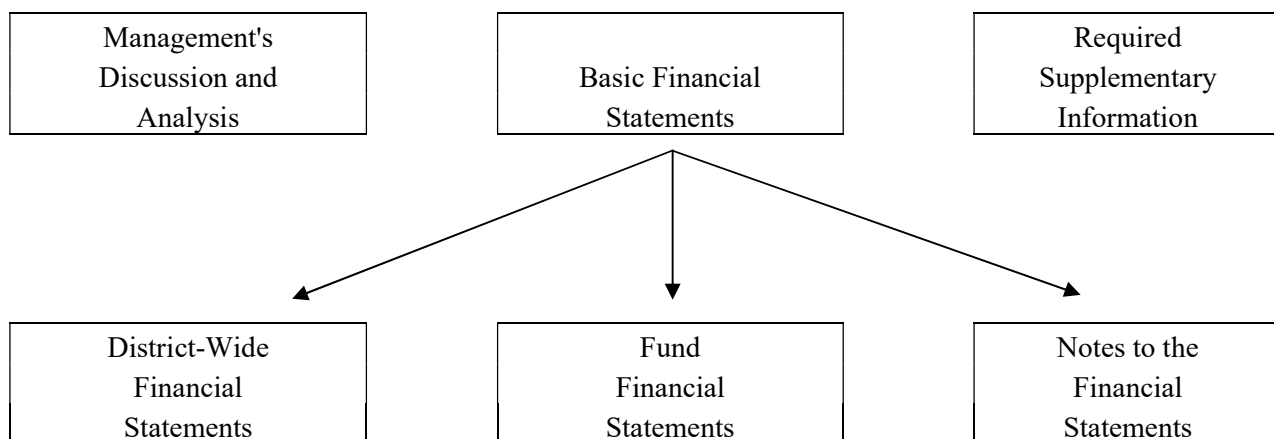 Management's
Discussion and
Analysis
Basic Financial
Statements
Required
Supplementary
Information
District-Wide
Financial
Statements
Fund
Financial
Statements
Notes to the
Financial
Statements